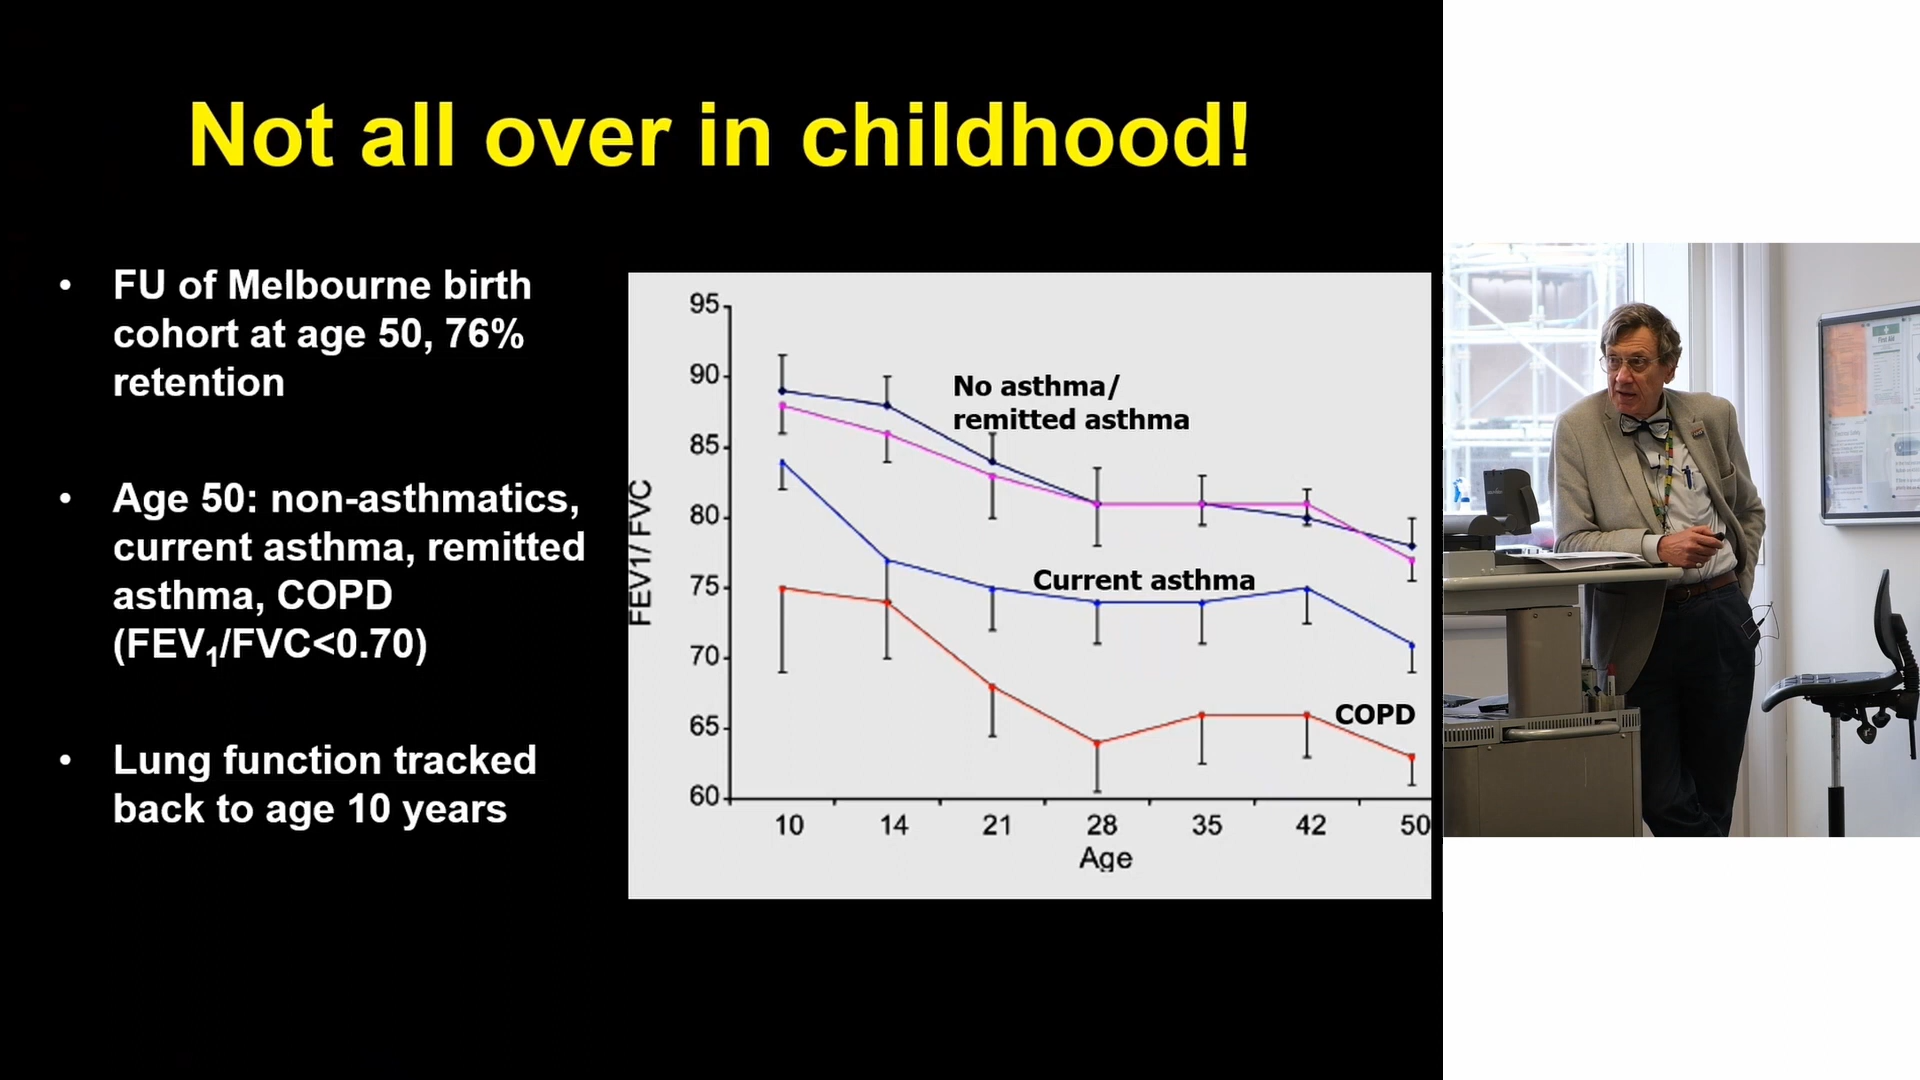 Not all over in childhood!
• FU of Melbourne birth
cohort at age 50, 76%
retention
• Age 50: non-asthmatics,
current asthma, remitted
asthma, COPD
(FEV1/FVC<0.70)
• Lung function tracked
back to age 10 years
FEV1/ FVC
95
90
85
80
75
70
65
60
No asthma/
remitted asthma
Current asthma
COPD
10 14 21 28 35 42 50
Age
First Aid